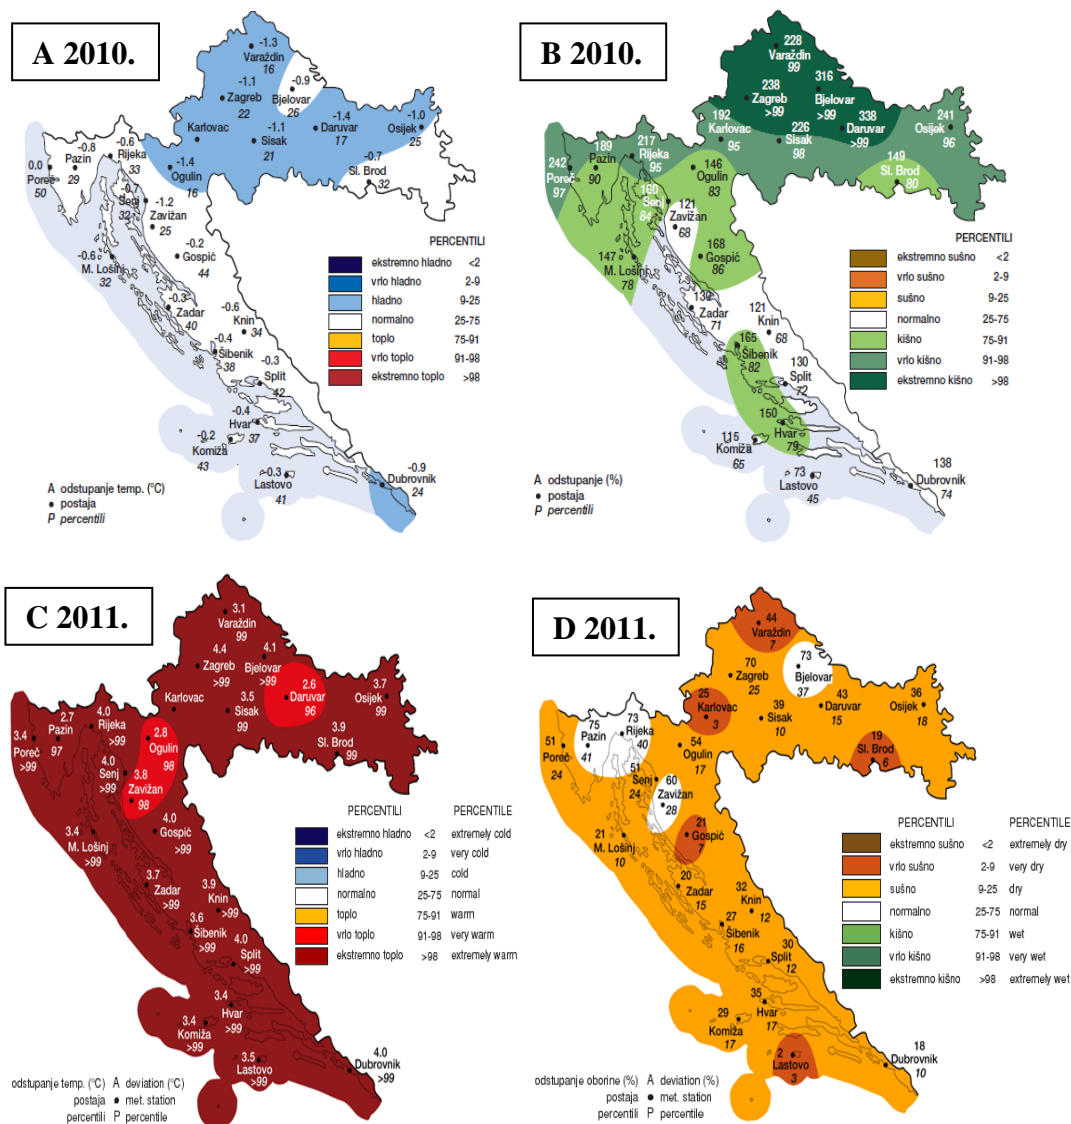 A 2010.
-1.3
Varaždin
16
-1.1
Zagreb
22
-0.9
Bjelovar
26
Karlovac
-1.1
Sisak
21
-1.4
Daruvar
17
-1.0
Osijek
25
-0.7
Sl. Brod
32
-1.4
Ogulin
16
0.0
Poreč
50
-0.8
Pazin
29
-0.6
Rijeka
33
-0.7
Senj
32
-1.2
Zavižan
25
-0.2
Gospić
44
-0.6
M. Lošinj
32
-0.3
Zadar
40
-0.6
Knin
34
-0.4
Šibenik
38
-0.3
Split
42
-0.4
Hvar
37
-0.2
Komiža
43
-0.3
Lastovo
41
-0.9
Dubrovnik
24
PERCENTILI
ekstremno hladno <2
vrlo hladno 2-9
hladno 9-25
normalno 25-75
toplo 75-91
vrlo toplo 91-98
ekstremno toplo >98
A odstupanje temp. (°C)
● postaja
P percentili
B 2010.
228
Varaždin
99
238
Zagreb
>99
316
Bjelovar
>99
192
Karlovac
95
226
Sisak
98
338
Daruvar
>99
241
Osijek
96
149
Sl. Brod
80
146
Ogulin
83
242
Poreč
97
189
Pazin
90
217
Rijeka
95
160
Senj
84
121
Zavižan
68
168
Gospić
86
147
M. Lošinj
78
130
Zadar
71
121
Knin
68
165
Šibenik
82
130
Split
72
150
Hvar
79
115
Komiža
65
73
Lastovo
45
138
Dubrovnik
74
PERCENTILI
ekstremno sušno <2
vrlo sušno 2-9
sušno 9-25
normalno 25-75
kišno 75-91
vrlo kišno 91-98
ekstremno kišno >98
A odstupanje (%)
● postaja
P percentili
C 2011.
3.1
Varaždin
99
4.4
Zagreb
>99
4.1
Bjelovar
>99
Karlovac
3.5
Sisak
99
2.6
Daruvar
96
3.7
Osijek
99
3.9
Sl. Brod
99
2.8
Ogulin
98
3.4
Poreč
>99
2.7
Pazin
97
4.0
Rijeka
>99
4.0
Senj
>99
3.8
Zavižan
98
4.0
Gospić
>99
3.4
M. Lošinj
>99
3.7
Zadar
>99
3.9
Knin
>99
3.6
Šibenik
>99
4.0
Split
>99
3.4
Hvar
>99
3.4
Komiža
>99
3.5
Lastovo
>99
4.0
Dubrovnik
>99
PERCENTILI PERCENTILE
ekstremno hladno <2 extremely cold
vrlo hladno 2-9 very cold
hladno 9-25 cold
normalno 25-75 normal
toplo 75-91 warm
vrlo toplo 91-98 very warm
ekstremno toplo >98 extremely warm
odstupanje temp. (°C) A deviation (°C)
postaja ● met. station
percentili P percentile
D 2011.
44
Varaždin
7
70
Zagreb
25
73
Bjelovar
37
25
Karlovac
3
39
Sisak
10
43
Daruvar
15
36
Osijek
18
19
Sl. Brod
6
54
Ogulin
17
51
Poreč
24
75
Pazin
41
73
Rijeka
40
51
Senj
24
60
Zavižan
28
21
Gospić
7
21
M. Lošinj
10
20
Zadar
15
32
Knin
12
27
Šibenik
16
30
Split
12
35
Hvar
17
29
Komiža
17
2
Lastovo
3
18
Dubrovnik
10
PERCENTILI PERCENTILE
ekstremno sušno <2 extremely dry
vrlo sušno 2-9 very dry
sušno 9-25 dry
normalno 25-75 normal
kišno 75-91 wet
vrlo kišno 91-98 very wet
ekstremno kišno >98 extremely wet
odstupanje oborine (%) A deviation (%)
postaja ● met. station
percentili P percentile